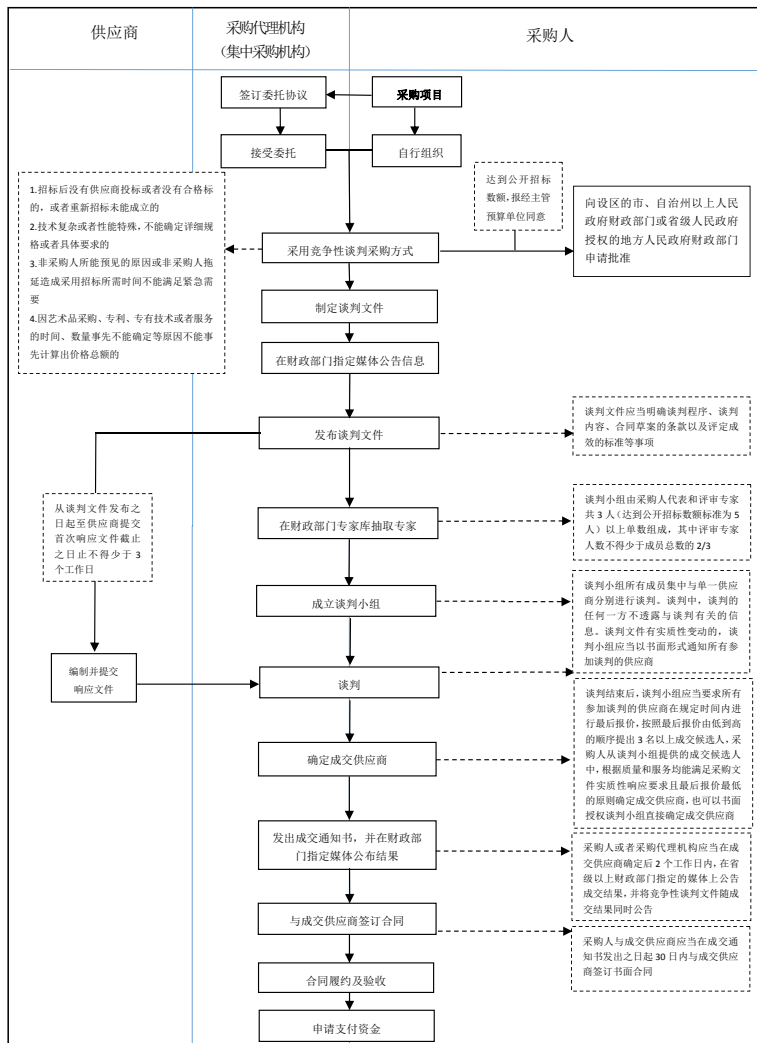 供应商
采购代理机构
（集中采购机构）
采购人
签订委托协议
采购项目
接受委托
自行组织
达到公开招标
数额，报经主管
预算单位同意
向设区的市、自治州以上人民
政府财政部门或省级人民政府
授权的地方人民政府财政部门
申请批准
1.招标后没有供应商投标或者没有合格标
的，或者重新招标未能成立的
2.技术复杂或者性能特殊，不能确定详细规
格或者具体要求的
3.非采购人所能预见的原因或非采购人拖
延造成采用招标所需时间不能满足紧急需
要
4.因艺术品采购、专利、专有技术或者服务
的时间、数量事先不能确定等原因不能事
先计算出价格总额的
采用竞争性谈判采购方式
制定谈判文件
在财政部门指定媒体公告信息
发布谈判文件
谈判文件应当明确谈判程序、谈判
内容、合同草案的条款以及评定成
效的标准等事项
从谈判文件发布之
日起至供应商提交
首次响应文件截止
之日止不得少于 3
个工作日
在财政部门专家库抽取专家
谈判小组由采购人代表和评审专家
共 3 人（达到公开招标数额标准为 5
人）以上单数组成，其中评审专家
人数不得少于成员总数的 2/3
成立谈判小组
谈判小组所有成员集中与单一供应
商分别进行谈判。谈判中，谈判的
任何一方不透露与谈判有关的信
息。谈判文件有实质性变动的，谈
判小组应当以书面形式通知所有参
加谈判的供应商
编制并提交
响应文件
谈判
谈判结束后，谈判小组应当要求所有
参加谈判的供应商在规定时间内进
行最后报价，按照最后报价由低到高
的顺序提出 3 名以上成交候选人，采
购人从谈判小组提供的成交候选人
中，根据质量和服务均能满足采购文
件实质性响应要求且最后报价最低
的原则确定成交供应商，也可以书面
授权谈判小组直接确定成交供应商
确定成交供应商
发出成交通知书，并在财政部
门指定媒体公布结果
采购人或者采购代理机构应当在成
交供应商确定后 2 个工作日内，在省
级以上财政部门指定的媒体上公告
成交结果，并将竞争性谈判文件随成
交结果同时公告
与成交供应商签订合同
采购人与成交供应商应当在成交通
知书发出之日起 30 日内与成交供应
商签订书面合同
合同履约及验收
申请支付资金